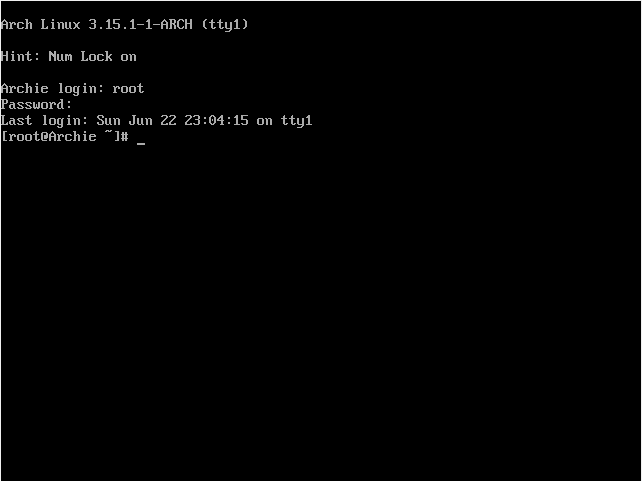 Arch Linux 3.15.1-1-ARCH (tty1)
Hint: Num Lock on
Archie login: root
Password:
Last login: Sun Jun 22 23:04:15 on tty1
[root@Archie ~]# _